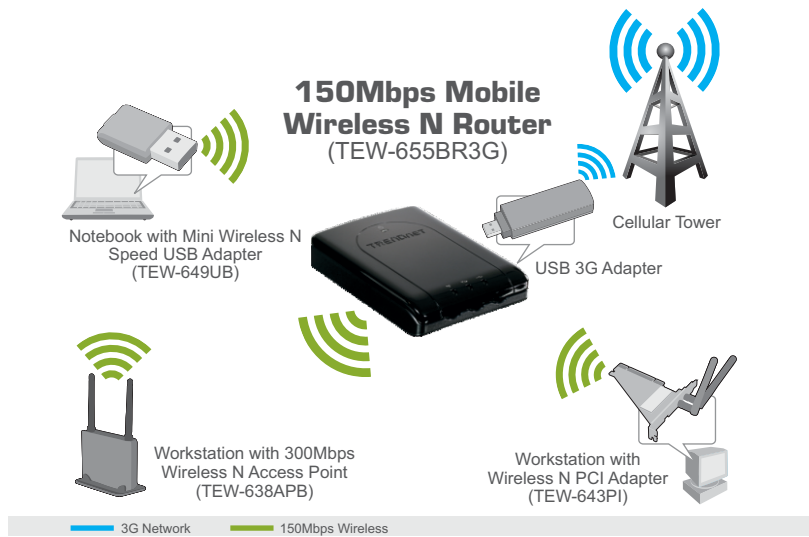 150Mbps Mobile
Wireless N Router
(TEW-655BR3G)
Cellular Tower
Notebook with Mini Wireless N
Speed USB Adapter
(TEW-649UB)
TRENDnet
USB 3G Adapter
Workstation with 300Mbps
Wireless N Access Point
(TEW-638APB)
Workstation with
Wireless N PCI Adapter
(TEW-643PI)
3G Network
150Mbps Wireless